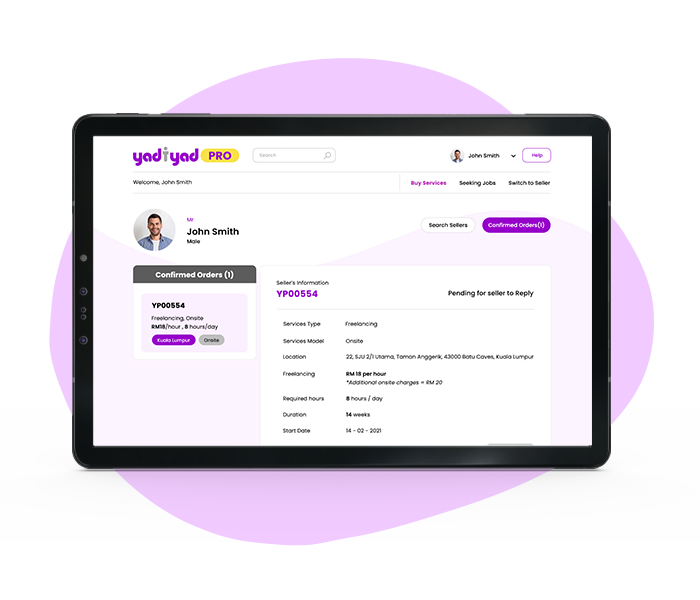 yadiyad PRO
Search
John Smith
Help
Welcome, John Smith
Buy Services
Seeking Jobs
Switch to Seller
Mr
John Smith
Male
Search Sellers
Confirmed Orders(1)
Confirmed Orders (1)
YP00554
Freelancing, Onsite
RM18/hour , 8 hours/day
Kuala Lumpur
Onsite
Seller's Information
YP00554
Pending for seller to Reply
Services Type Freelancing
Services Model Onsite
Location 22, SJU 2/1 Utama, Taman Anggerik, 43000 Batu Caves, Kuala Lumpur
Freelancing RM 18 per hour
*Additional onsite charges = RM 20
Required hours 8 hours / day
Duration 14 weeks
Start Date 14 - 02 - 2021